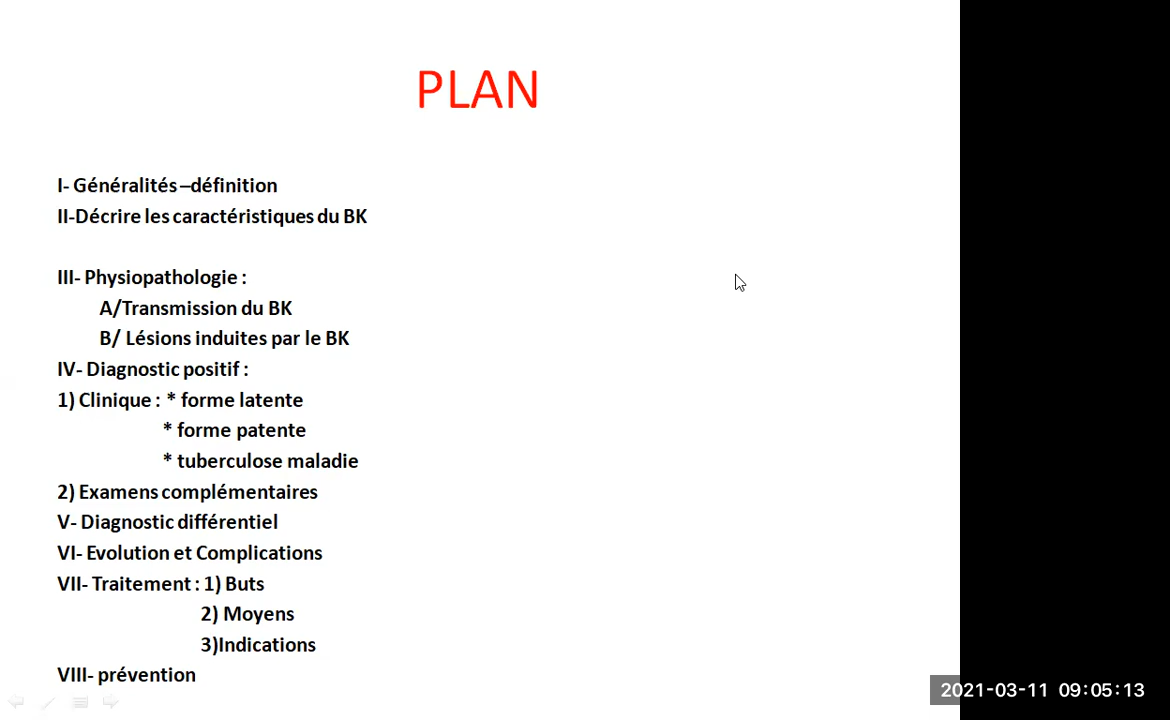 PLAN
I- Généralités –définition
II-Décrire les caractéristiques du BK
III- Physiopathologie :
A/Transmission du BK
B/ Lésions induites par le BK
IV- Diagnostic positif :
1) Clinique : * forme latente
* forme patente
* tuberculose maladie
2) Examens complémentaires
V- Diagnostic différentiel
VI- Evolution et Complications
VII- Traitement : 1) Buts
2) Moyens
3)Indications
VIII- prévention
2021-03-11 09:05:13